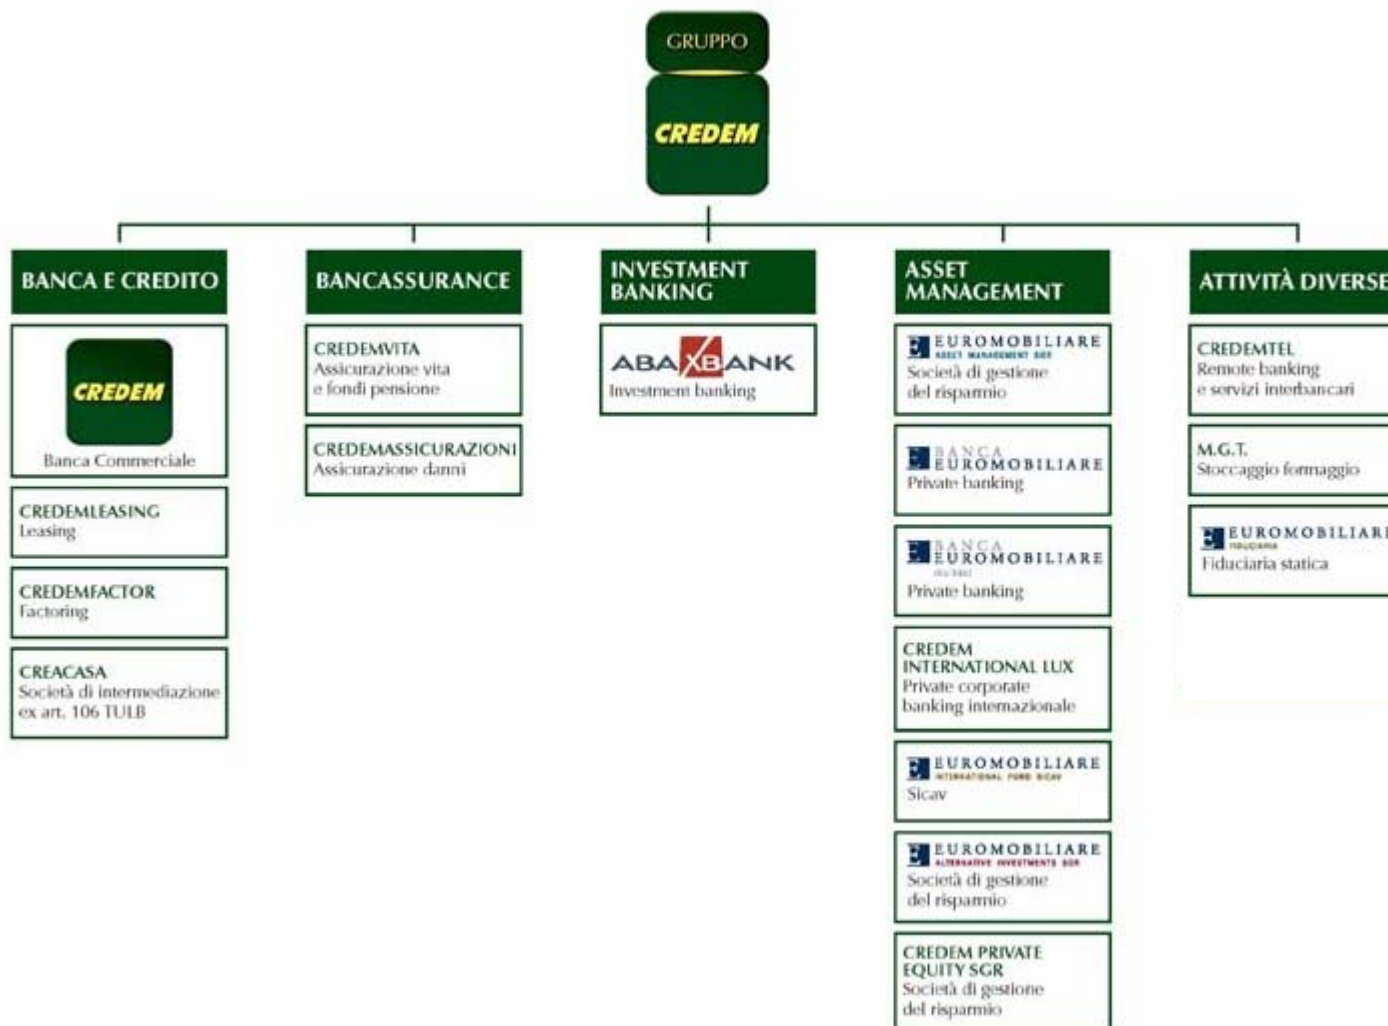 GRUPPO
CREDEM
BANCA E CREDITO
CREDEM
Banca Commerciale
CREDEMLEASING
Leasing
CREDEMFACTOR
Factoring
CREACASA
Società di intermediazione
ex art. 106 TULB
BANCASSURANCE
CREDEMVITA
Assicurazione vita
e fondi pensione
CREDEMASSICURAZIONI
Assicurazione danni
INVESTMENT
BANKING
ABAXBANK
Investment banking
ASSET
MANAGEMENT
EUROMOBILIARE
ASSET MANAGEMENT SGR
Società di gestione
del risparmio
BANCA
EUROMOBILIARE
Private banking
BANCA
EUROMOBILIARE
Private banking
CREDEM
INTERNATIONAL LUX
Private corporate
banking internazionale
EUROMOBILIARE
INTERNATIONAL FUND SICAV
Sicav
EUROMOBILIARE
ALTERNATIVE INVESTMENTS SGR
Società di gestione
del risparmio
CREDEM PRIVATE
EQUITY SGR
Società di gestione
del risparmio
ATTIVITÀ DIVERSE
CREDEMTEL
Remote banking
e servizi interbancari
M.G.T.
Stoccaggio formaggio
EUROMOBILIARE
FIDUCIARIA
Fiduciaria statica